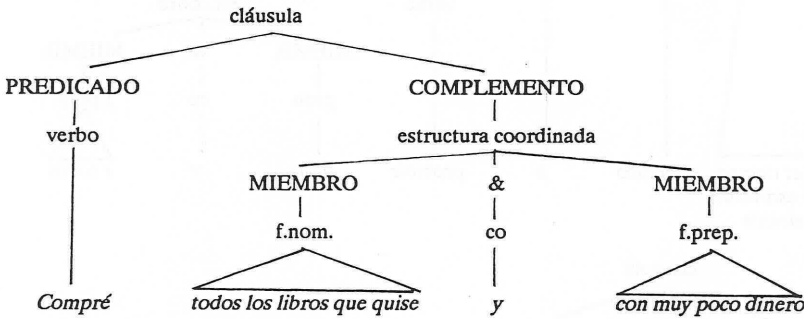 cláusula
PREDICADO COMPLEMENTO
verbo estructura coordinada
MIEMBRO & MIEMBRO
f.nom. co f.prep.
Compré todos los libros que quise y con muy poco dinero